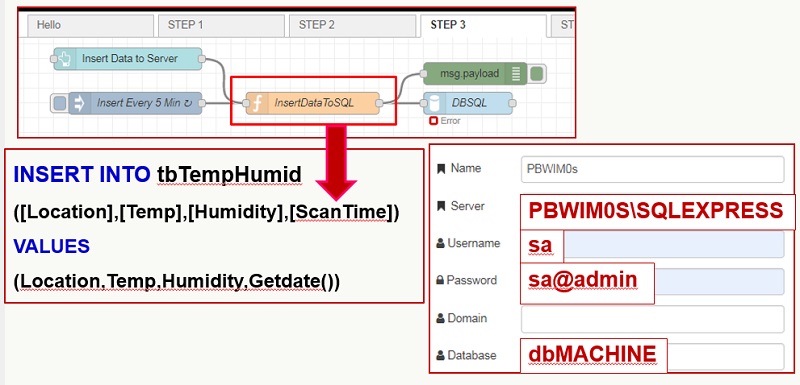 Hello
STEP 1
STEP 2
STEP 3
ST
Insert Data to Server
msg.payload
Insert Every 5 Min ↻
InsertDataToSQL
DBSQL
Error
INSERT INTO tbTempHumid
([Location],[Temp],[Humidity],[ScanTime])
VALUES
(Location,Temp,Humidity,Getdate())
Name PBWIM0s
Server PBWIM0S\SQLEXPRESS
Username sa
Password sa@admin
Domain
Database dbMACHINE